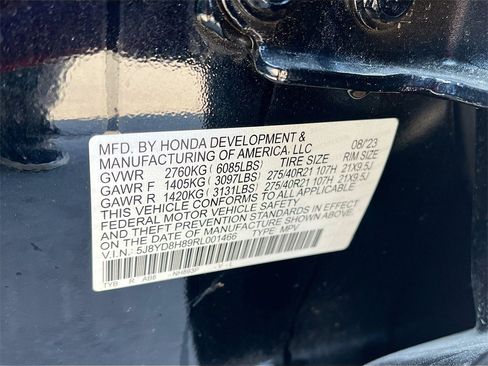 MFD. BY HONDA DEVELOPMENT & 08/23
MANUFACTURING OF AMERICA, LLC
GVWR 2760KG (6085LBS) TIRE SIZE RIM SIZE
GAWR F 1405KG (3097LBS) 275/40R21 107H 21X9.5J
GAWR R 1420KG (3131LBS) 275/40R21 107H 21X9.5J
THIS VEHICLE CONFORMS TO ALL APPLICABLE
FEDERAL MOTOR VEHICLE SAFETY
AND THEFT PREVENTION STANDARDS IN EFFECT
ON THE DATE OF MANUFACTURE SHOWN ABOVE.
V.I.N.: 5J8YD8H89RL001466 TYPE: MPV
TYB R AB8 V-L